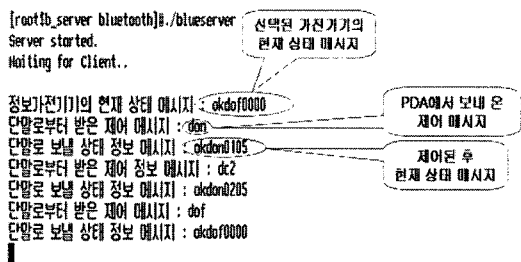 [root@b_server bluetooth]#./blueserver
Server started.
Waiting for Client..
선택된 가전기기의
현재 상태 메시지
정보가전기기의 현재 상태 메시지 : okdof0000
단말로부터 받은 제어 메시지 : don
단말로 보낼 상태 정보 메시지 : okdon0105
단말로부터 받은 제어 정보 메시지 : dc2
단말로 보낼 상태 정보 메시지 : okdon0205
단말로부터 받은 제어 메시지 : dof
단말로 보낼 상태 정보 메시지 : okdof0000
PDA에서 보내 온
제어 메시지
제어된 후
현재 상태 메시지